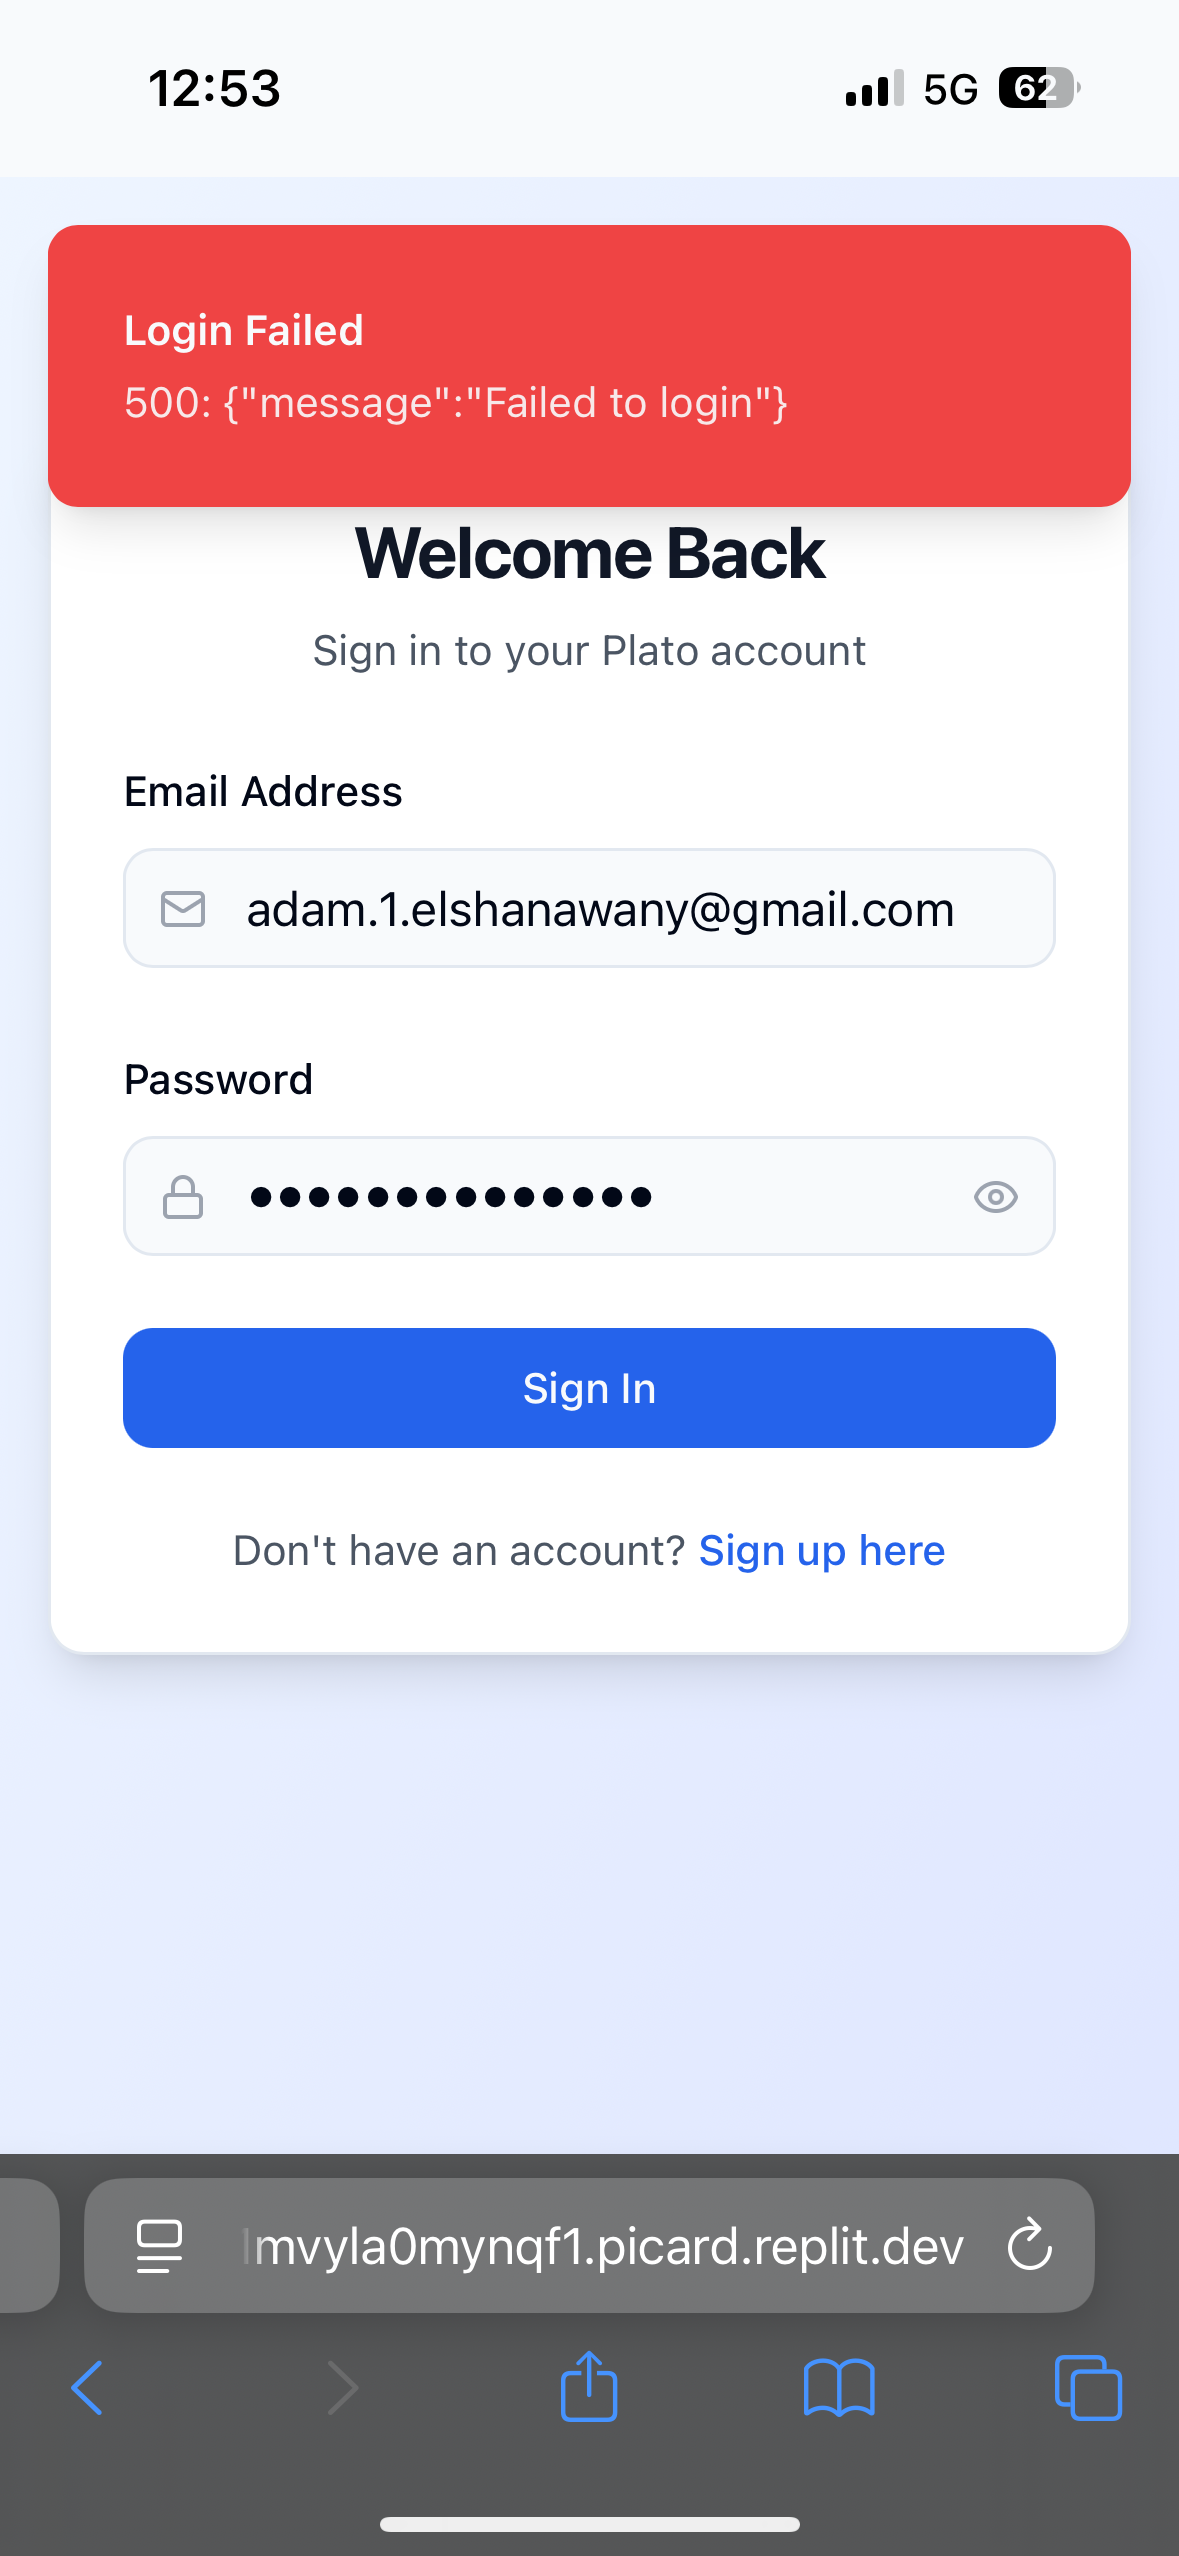 12:53
5G
62
Login Failed
500: {"message":"Failed to login"}
Welcome Back
Sign in to your Plato account
Email Address
adam.1.elshanawany@gmail.com
Password
Sign In
Don't have an account? Sign up here
mvyla0mynqf1.picard.replit.dev